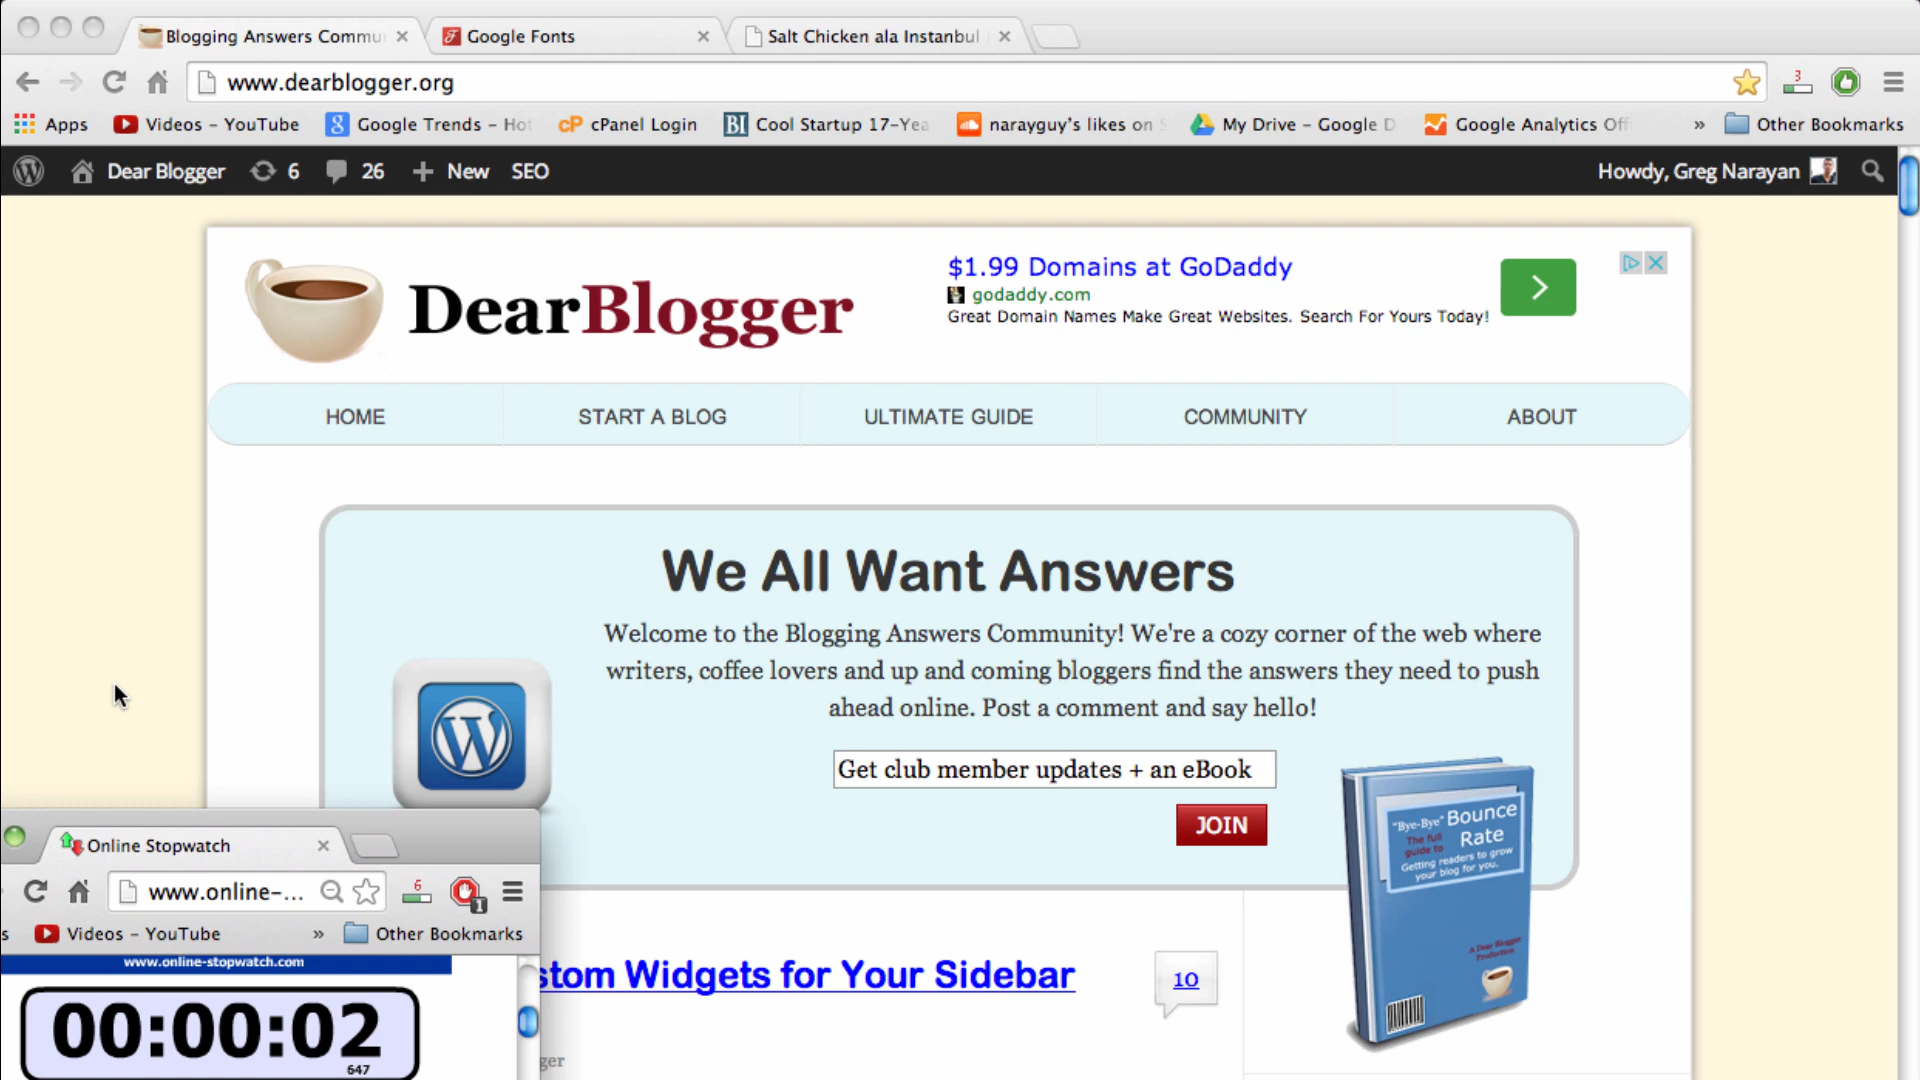 Blogging Answers Commu
Google Fonts
Salt Chicken ala Instanbul
www.dearblogger.org
3
Apps
Videos – YouTube
Google Trends – Hot
cPanel Login
BI
Cool Startup 17-Yea
narayguy's likes on S
My Drive – Google D
Google Analytics Offi
»
Other Bookmarks
Dear Blogger
6
26
New
SEO
Howdy, Greg Narayan
DearBlogger
$1.99 Domains at GoDaddy
godaddy.com
Great Domain Names Make Great Websites. Search For Yours Today!
HOME
START A BLOG
ULTIMATE GUIDE
COMMUNITY
ABOUT
We All Want Answers
Welcome to the Blogging Answers Community! We're a cozy corner of the web where
writers, coffee lovers and up and coming bloggers find the answers they need to push
ahead online. Post a comment and say hello!
Get club member updates + an eBook
JOIN
"Bye-Bye" Bounce
Rate
The full
guide to
Getting readers to grow
your blog for you.
A Dear Blogger
Production
stom Widgets for Your Sidebar
10
ger
Online Stopwatch
www.online-...
6
1
s
Videos – YouTube
»
Other Bookmarks
www.online-stopwatch.com
00:00:02
647